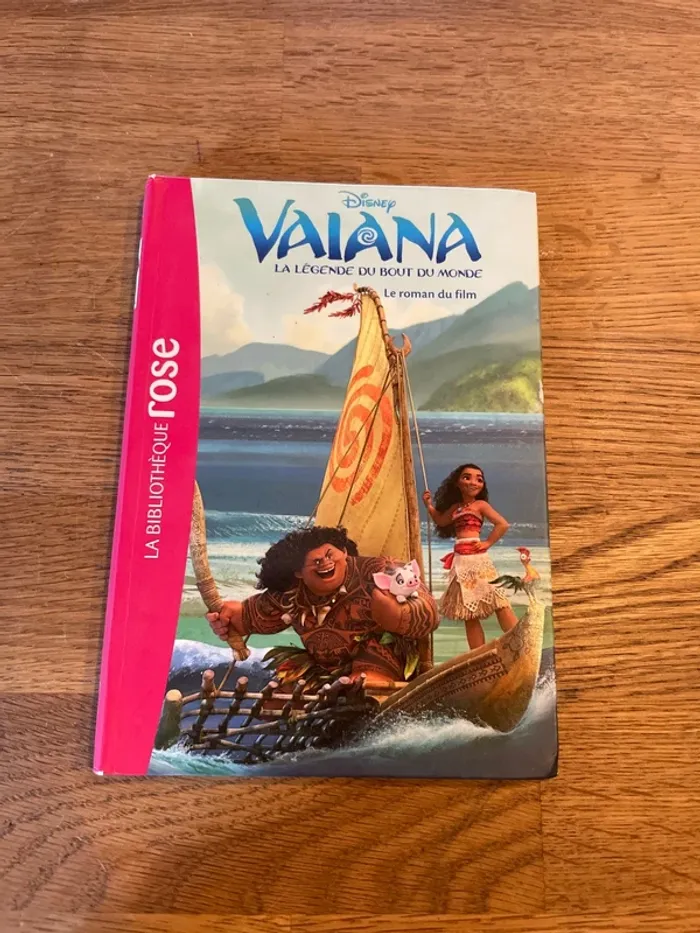 Disney
VAIANA
LA LÉGENDE DU BOUT DU MONDE
Le roman du film
LA BIBLIOTHÈQUE rose